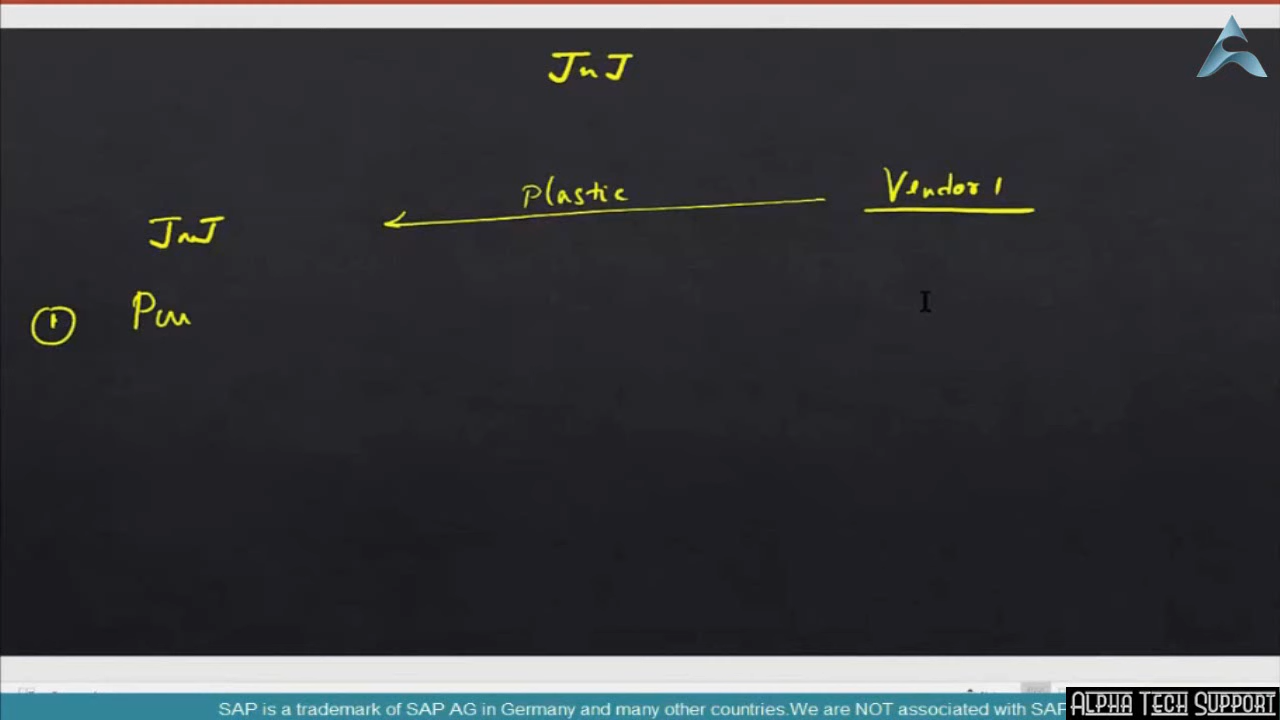 JnJ
Plastic
Vendor 1
JnJ
1 Pur
SAP is a trademark of SAP AG in Germany and many other countries.We are NOT associated with SAP
Alpha Tech Support